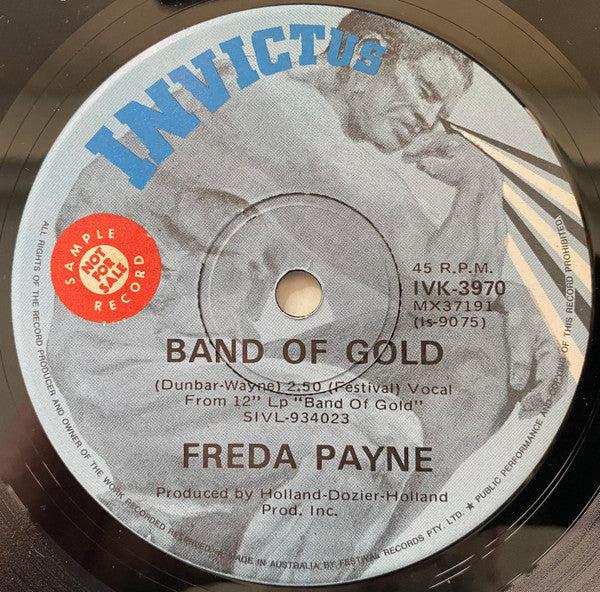 INVICTUS
SAMPLE
NOT
FOR
SALE
RECORD
45 R.P.M.
IVK-3970
MX37191
(Is-9075)
BAND OF GOLD
(Dunbar-Wayne) 2.50 (Festival) Vocal
From 12" Lp "Band Of Gold"
SIVL-934023
FREDA PAYNE
Produced by Holland-Dozier-Holland
Prod. Inc.
ALL RIGHTS OF THE RECORD PRODUCER AND OWNER OF THE WORK RECORDED RESERVED ★ MADE IN AUSTRALIA BY FESTIVAL RECORDS PTY. LTD. ★ PUBLIC PERFORMANCE AND COPYING OF THIS RECORD PROHIBITED